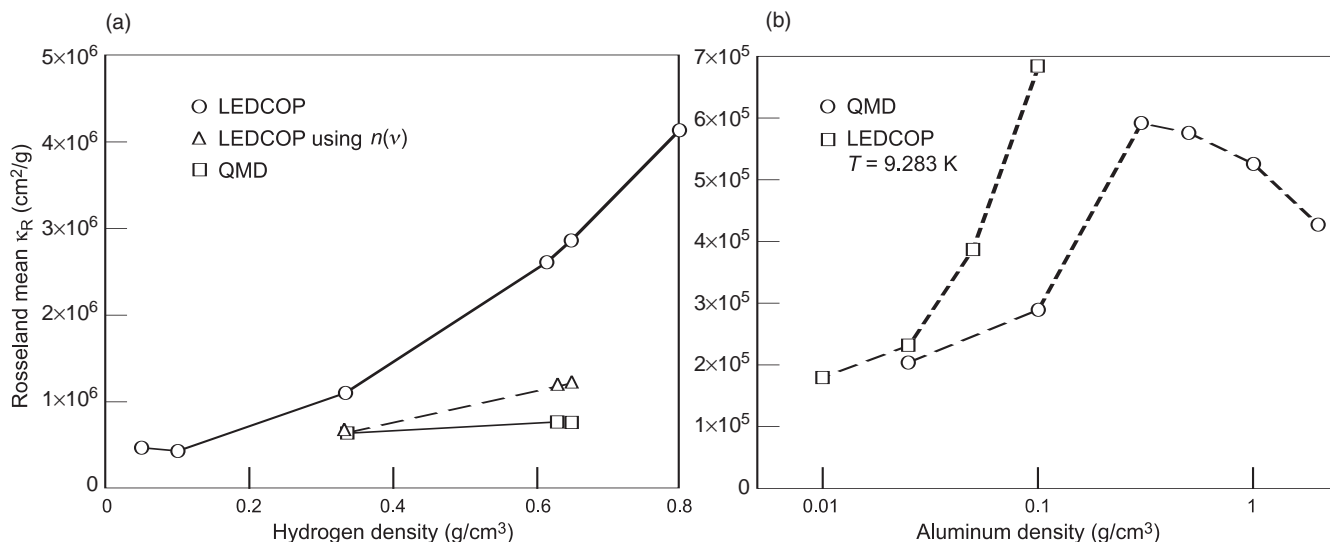 (a)
5×10⁶
4×10⁶
3×10⁶
2×10⁶
1×10⁶
0
Rosseland mean κR (cm²/g)
LEDCOP
LEDCOP using n(ν)
QMD
0
0.2
0.4
0.6
0.8
Hydrogen density (g/cm³)
(b)
7×10⁵
6×10⁵
5×10⁵
4×10⁵
3×10⁵
2×10⁵
1×10⁵
0
QMD
LEDCOP
T = 9.283 K
0.01
0.1
1
Aluminum density (g/cm³)